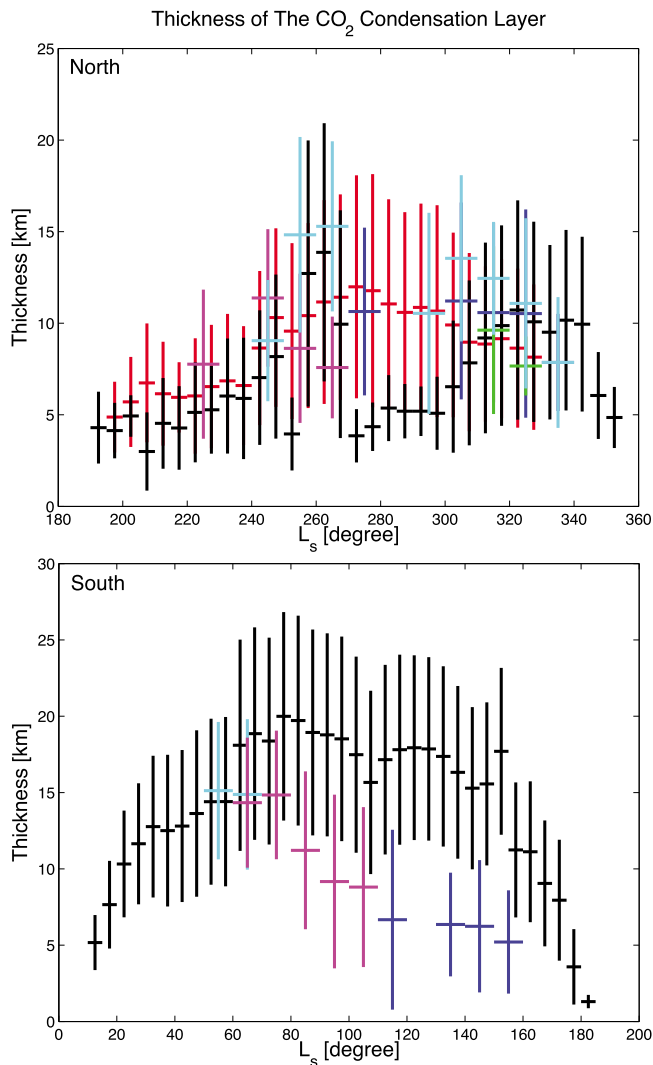 Thickness of The CO2 Condensation Layer
North
Thickness [km]
25
20
15
10
5
0
180 200 220 240 260 280 300 320 340 360
Ls [degree]
South
Thickness [km]
30
25
20
15
10
5
0
0 20 40 60 80 100 120 140 160 180 200
Ls [degree]